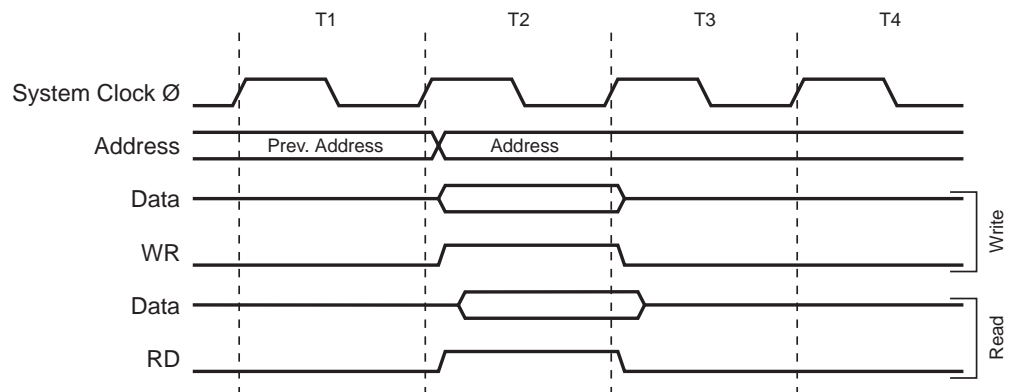 T1 T2 T3 T4
System Clock Ø
Address Prev. Address Address
Data
WR
Write
Data
RD
Read